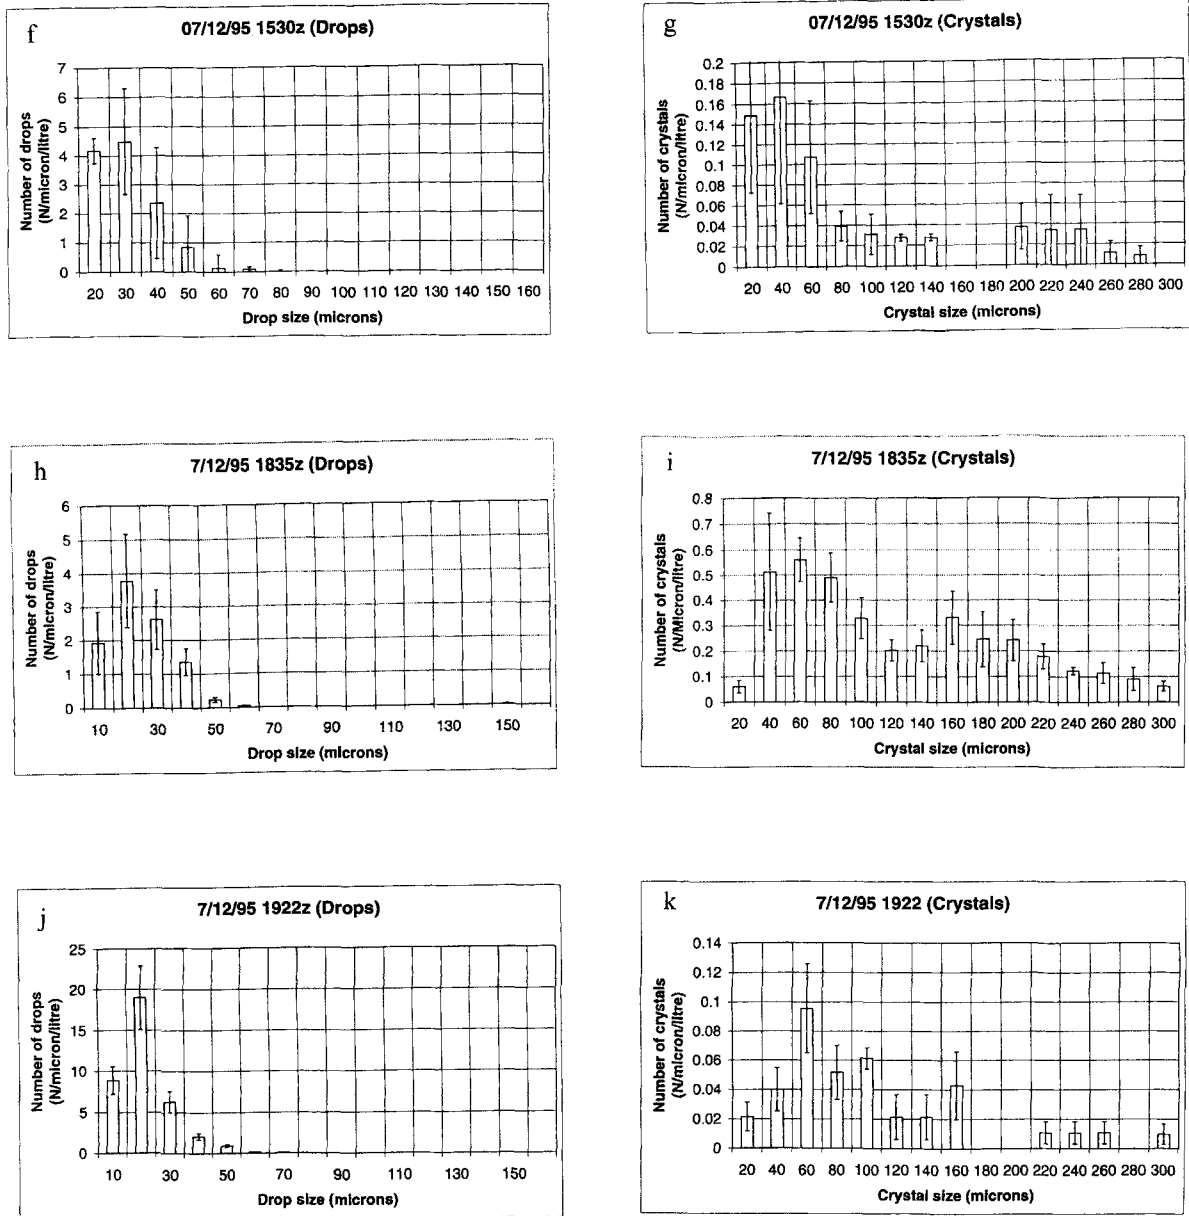 f
07/12/95 1530z (Drops)
Number of drops
(N/micron/litre)
7
6
5
4
3
2
1
0
20 30 40 50 60 70 80 90 100 110 120 130 140 150 160
Drop size (microns)
g
07/12/95 1530z (Crystals)
Number of crystals
(N/micron/litre)
0.2
0.18
0.16
0.14
0.12
0.1
0.08
0.06
0.04
0.02
0
20 40 60 80 100 120 140 200 220 240 260 280 300
Crystal size (microns)
h
7/12/95 1835z (Drops)
Number of drops
(N/micron/litre)
6
5
4
3
2
1
0
10 30 50 70 90 110 130 150
Drop size (microns)
i
7/12/95 1835z (Crystals)
Number of crystals
(N/Micron/litre)
0.8
0.7
0.6
0.5
0.4
0.3
0.2
0.1
0
20 40 60 80 100 120 140 160 180 200 220 240 260 280 300
Crystal size (microns)
j
7/12/95 1922z (Drops)
Number of drops
(N/micron/litre)
25
20
15
10
5
0
10 30 50 70 90 110 130 150
Drop size (microns)
k
7/12/95 1922 (Crystals)
Number of crystals
(N/micron/litre)
0.14
0.12
0.1
0.08
0.06
0.04
0.02
0
20 40 60 80 100 120 140 160 180 200 220 240 260 280 300
Crystal size (microns)